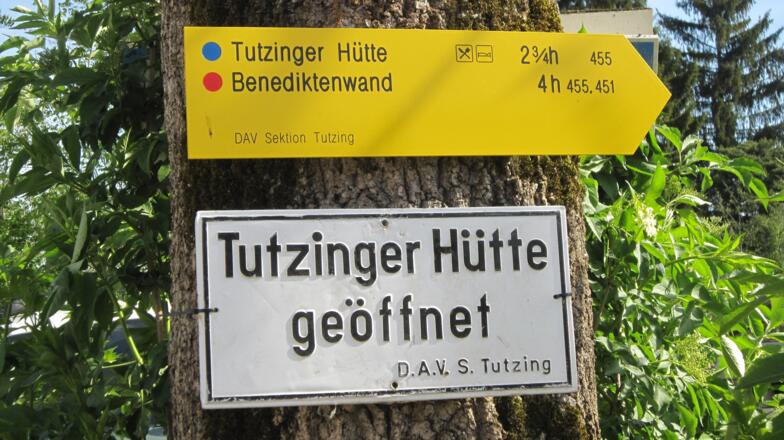 Tutzinger Hütte 2¾h 455
Benediktenwand 4h 455, 451
DAV Sektion Tutzing
Tutzinger Hütte
geöffnet
D.A.V. S. Tutzing